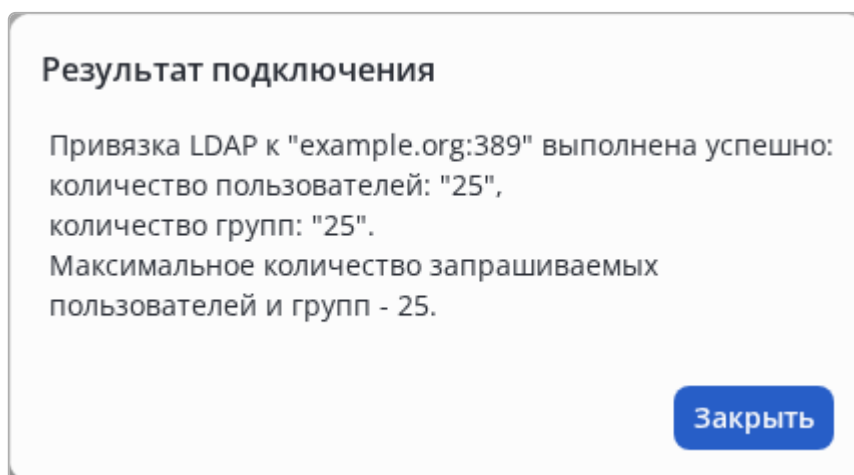 Результат подключения
Привязка LDAP к "example.org:389" выполнена успешно:
количество пользователей: "25",
количество групп: "25".
Максимальное количество запрашиваемых
пользователей и групп - 25.
Закрыть